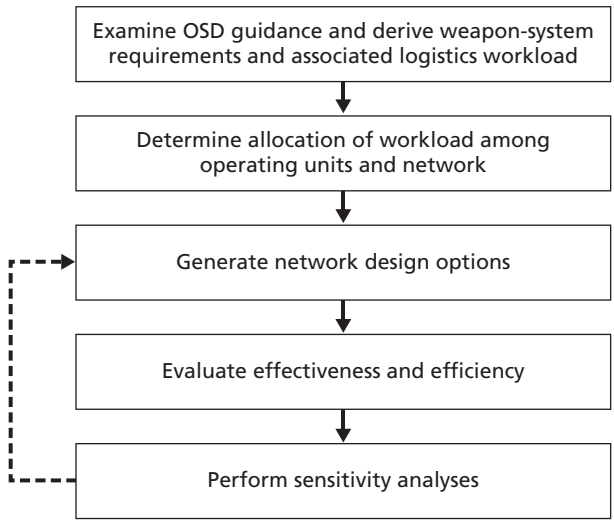 Examine OSD guidance and derive weapon-system
requirements and associated logistics workload
Determine allocation of workload among
operating units and network
Generate network design options
Evaluate effectiveness and efficiency
Perform sensitivity analyses